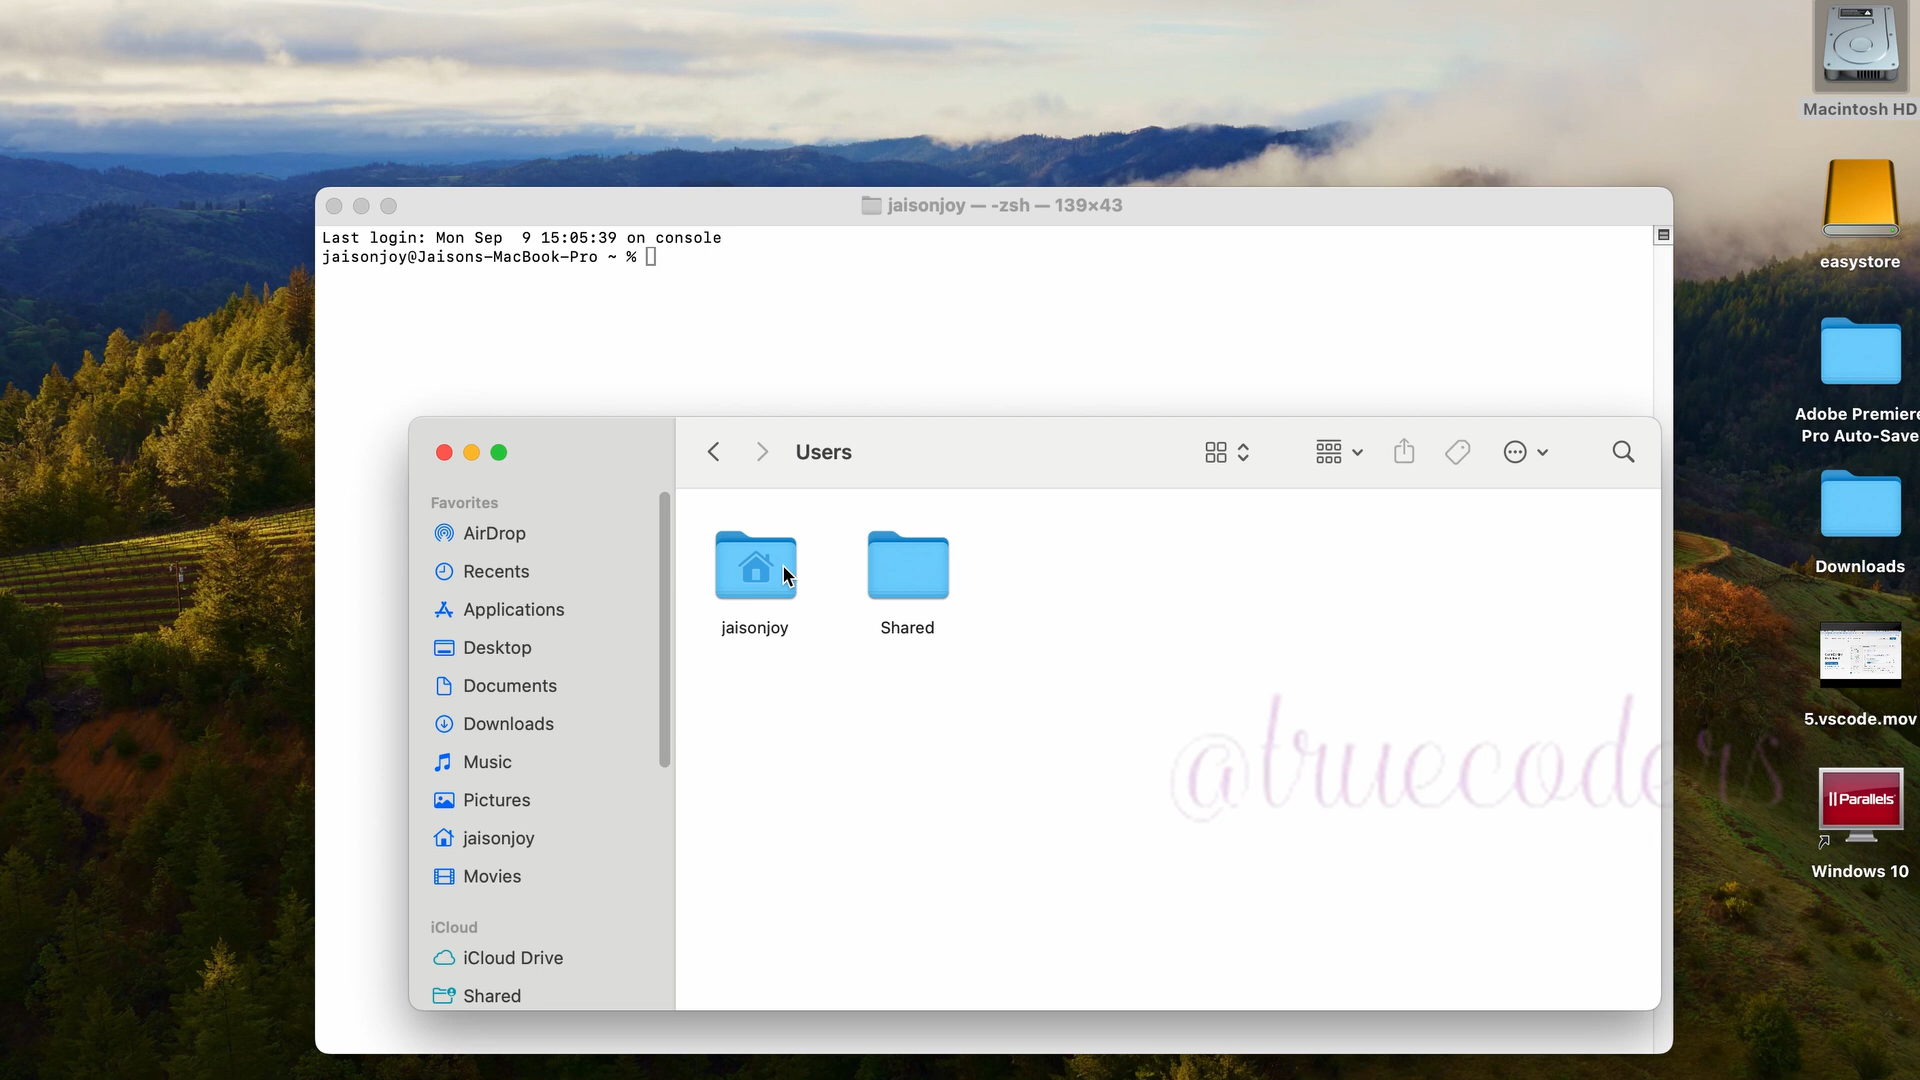 Macintosh HD
easystore
Adobe Premiere
Pro Auto-Save
Downloads
5.vscode.mov
|| Parallels
Windows 10
jaisonjoy — -zsh — 139×43
Last login: Mon Sep  9 15:05:39 on console
jaisonjoy@Jaisons-MacBook-Pro ~ %
Users
Favorites
AirDrop
Recents
Applications
Desktop
Documents
Downloads
Music
Pictures
jaisonjoy
Movies
iCloud
iCloud Drive
Shared
jaisonjoy
Shared
@truecoders